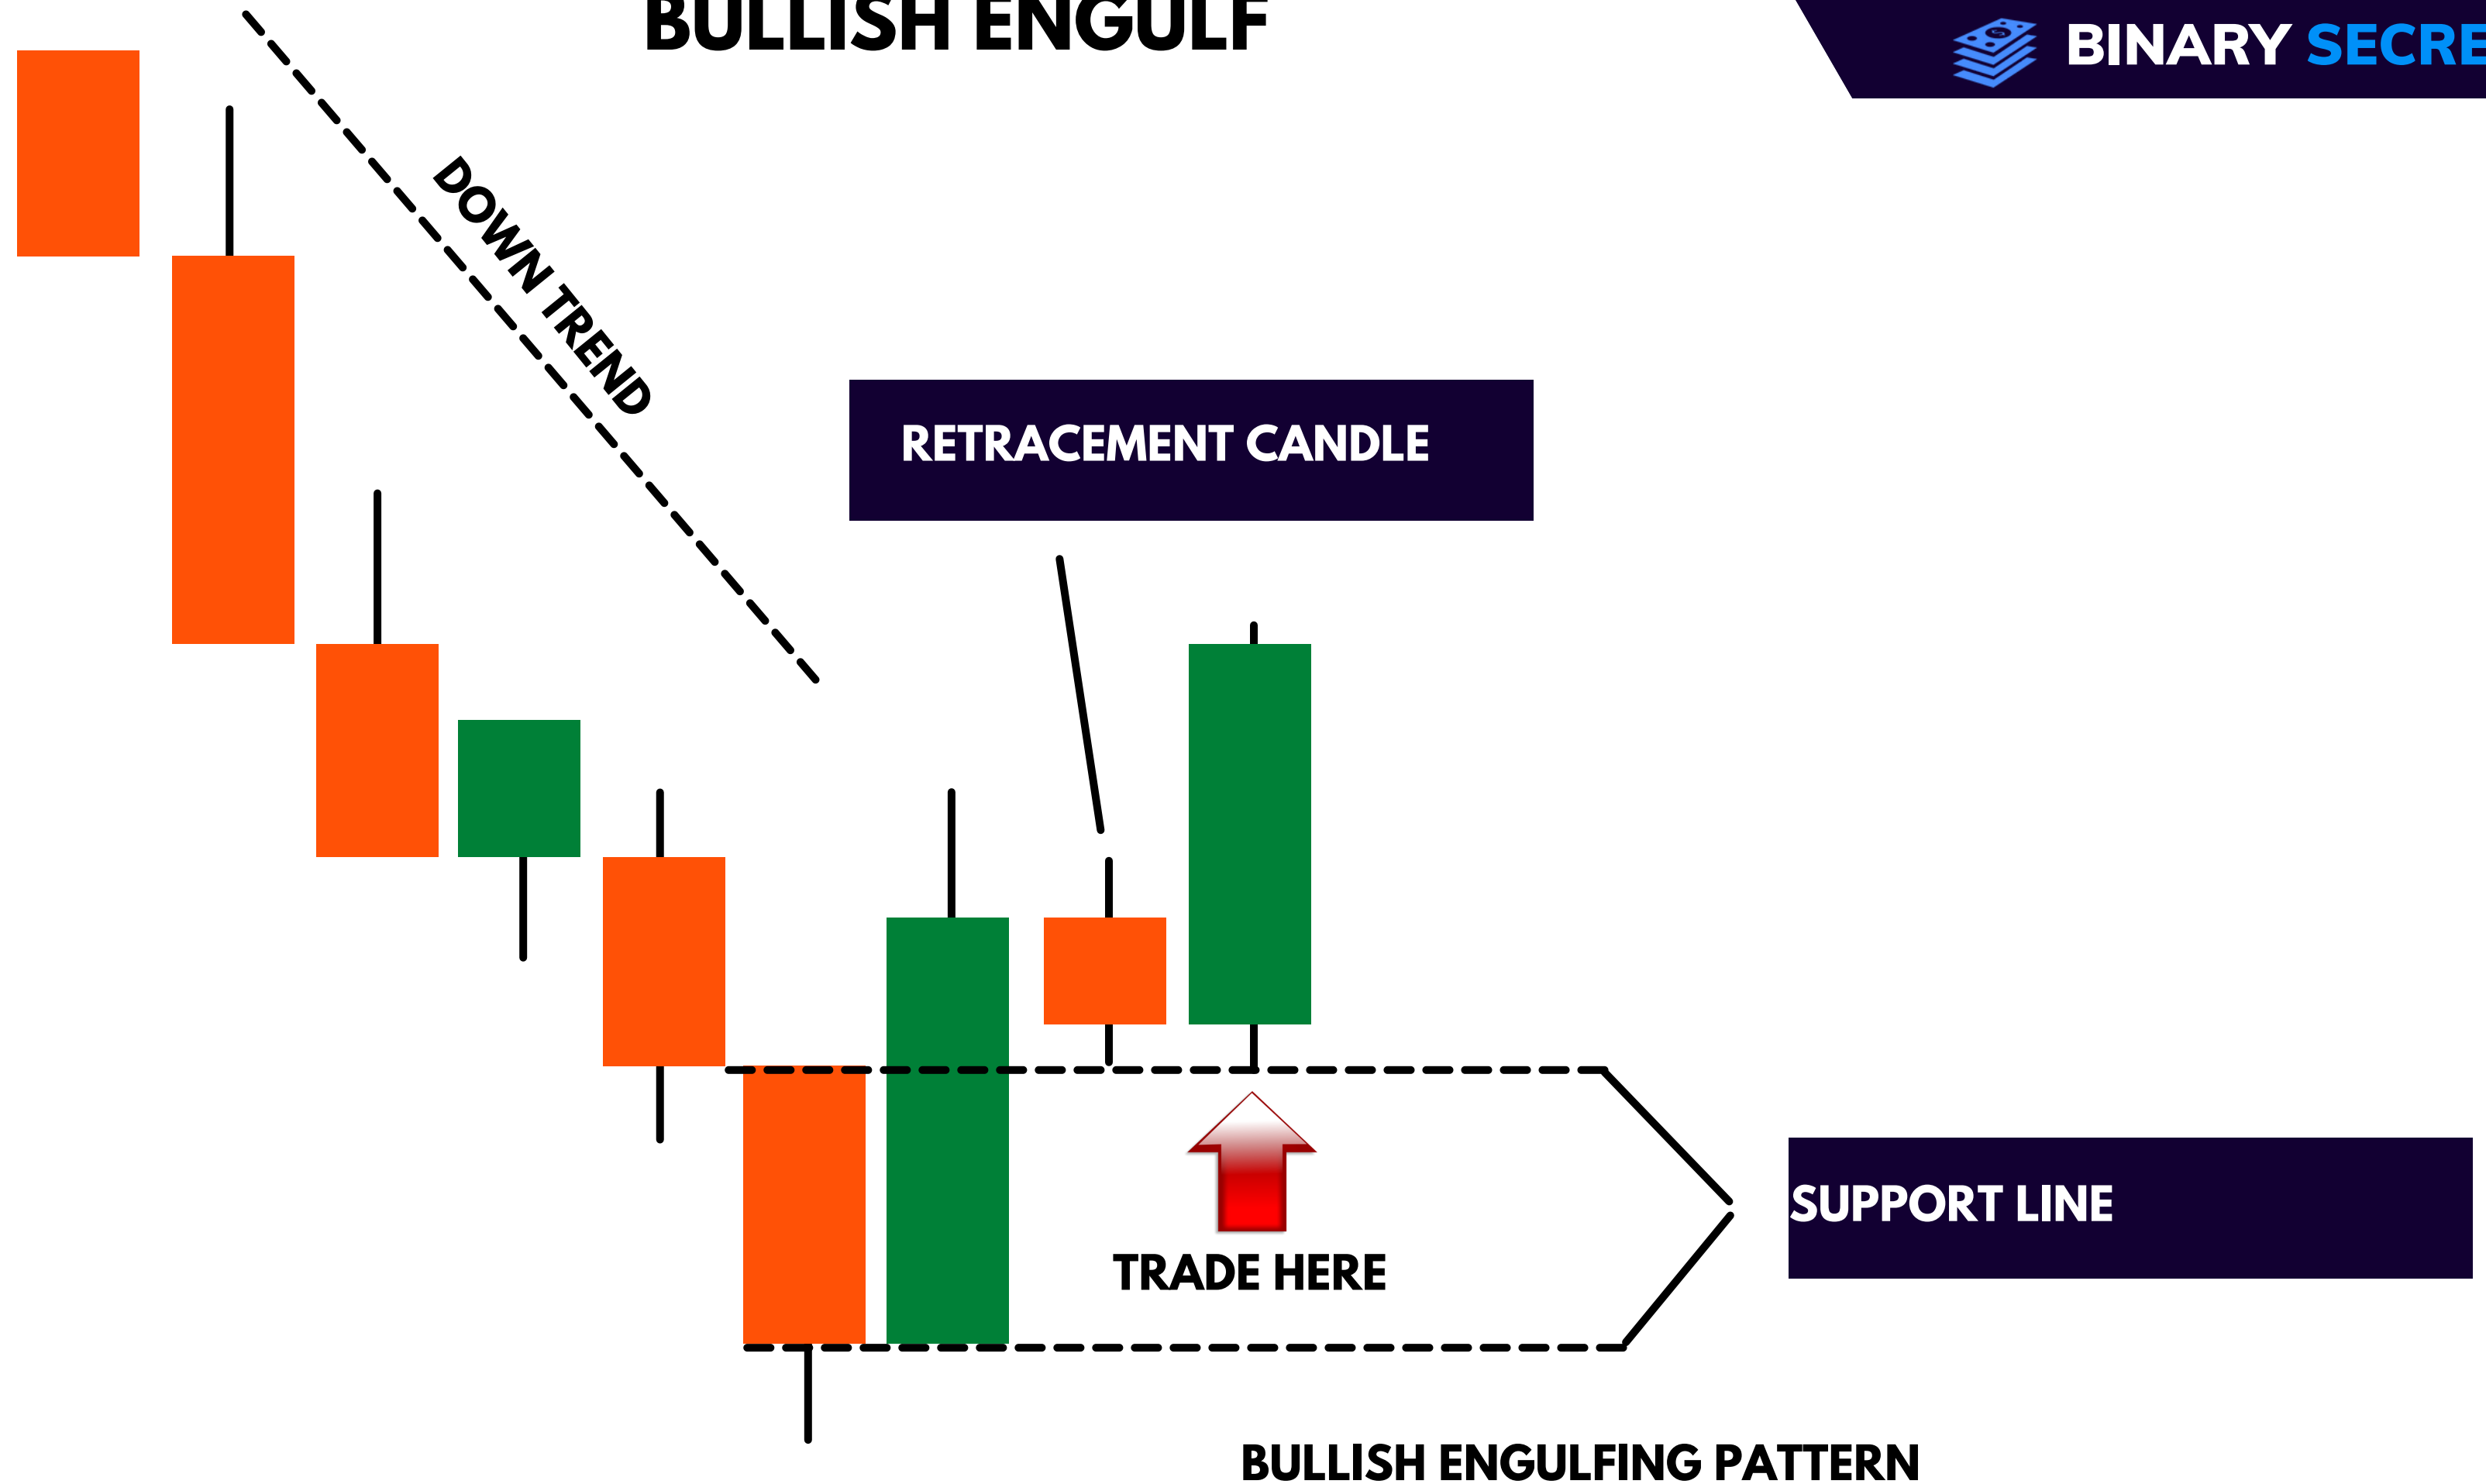 BULLISH ENGULF
BINARY SECRE
DOWN TREND
RETRACEMENT CANDLE
SUPPORT LINE
TRADE HERE
BULLISH ENGULFING PATTERN